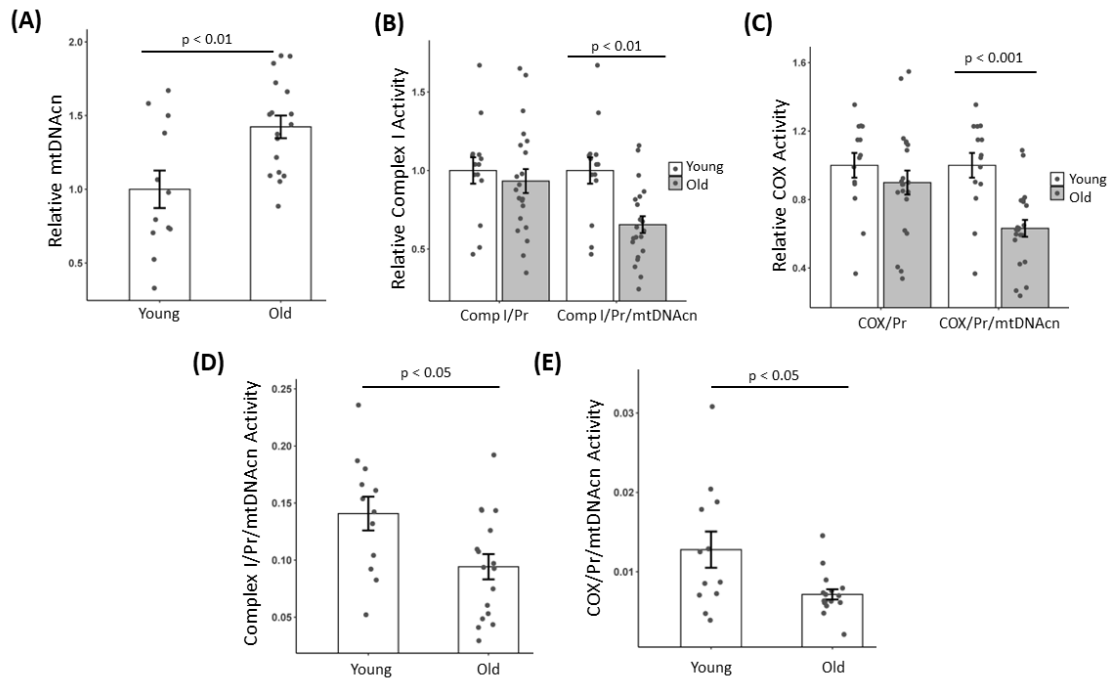 (A)
p < 0.01
Relative mtDNAcn
2.0
1.5
1.0
0.5
Young
Old
(B)
p < 0.01
Relative Complex I Activity
1.5
1.0
0.5
Young
Old
Comp I/Pr
Comp I/Pr/mtDNAcn
(C)
p < 0.001
Relative COX Activity
1.6
1.2
0.8
0.4
Young
Old
COX/Pr
COX/Pr/mtDNAcn
(D)
p < 0.05
Complex I/Pr/mtDNAcn Activity
0.25
0.20
0.15
0.10
0.05
Young
Old
(E)
p < 0.05
COX/Pr/mtDNAcn Activity
0.03
0.02
0.01
Young
Old